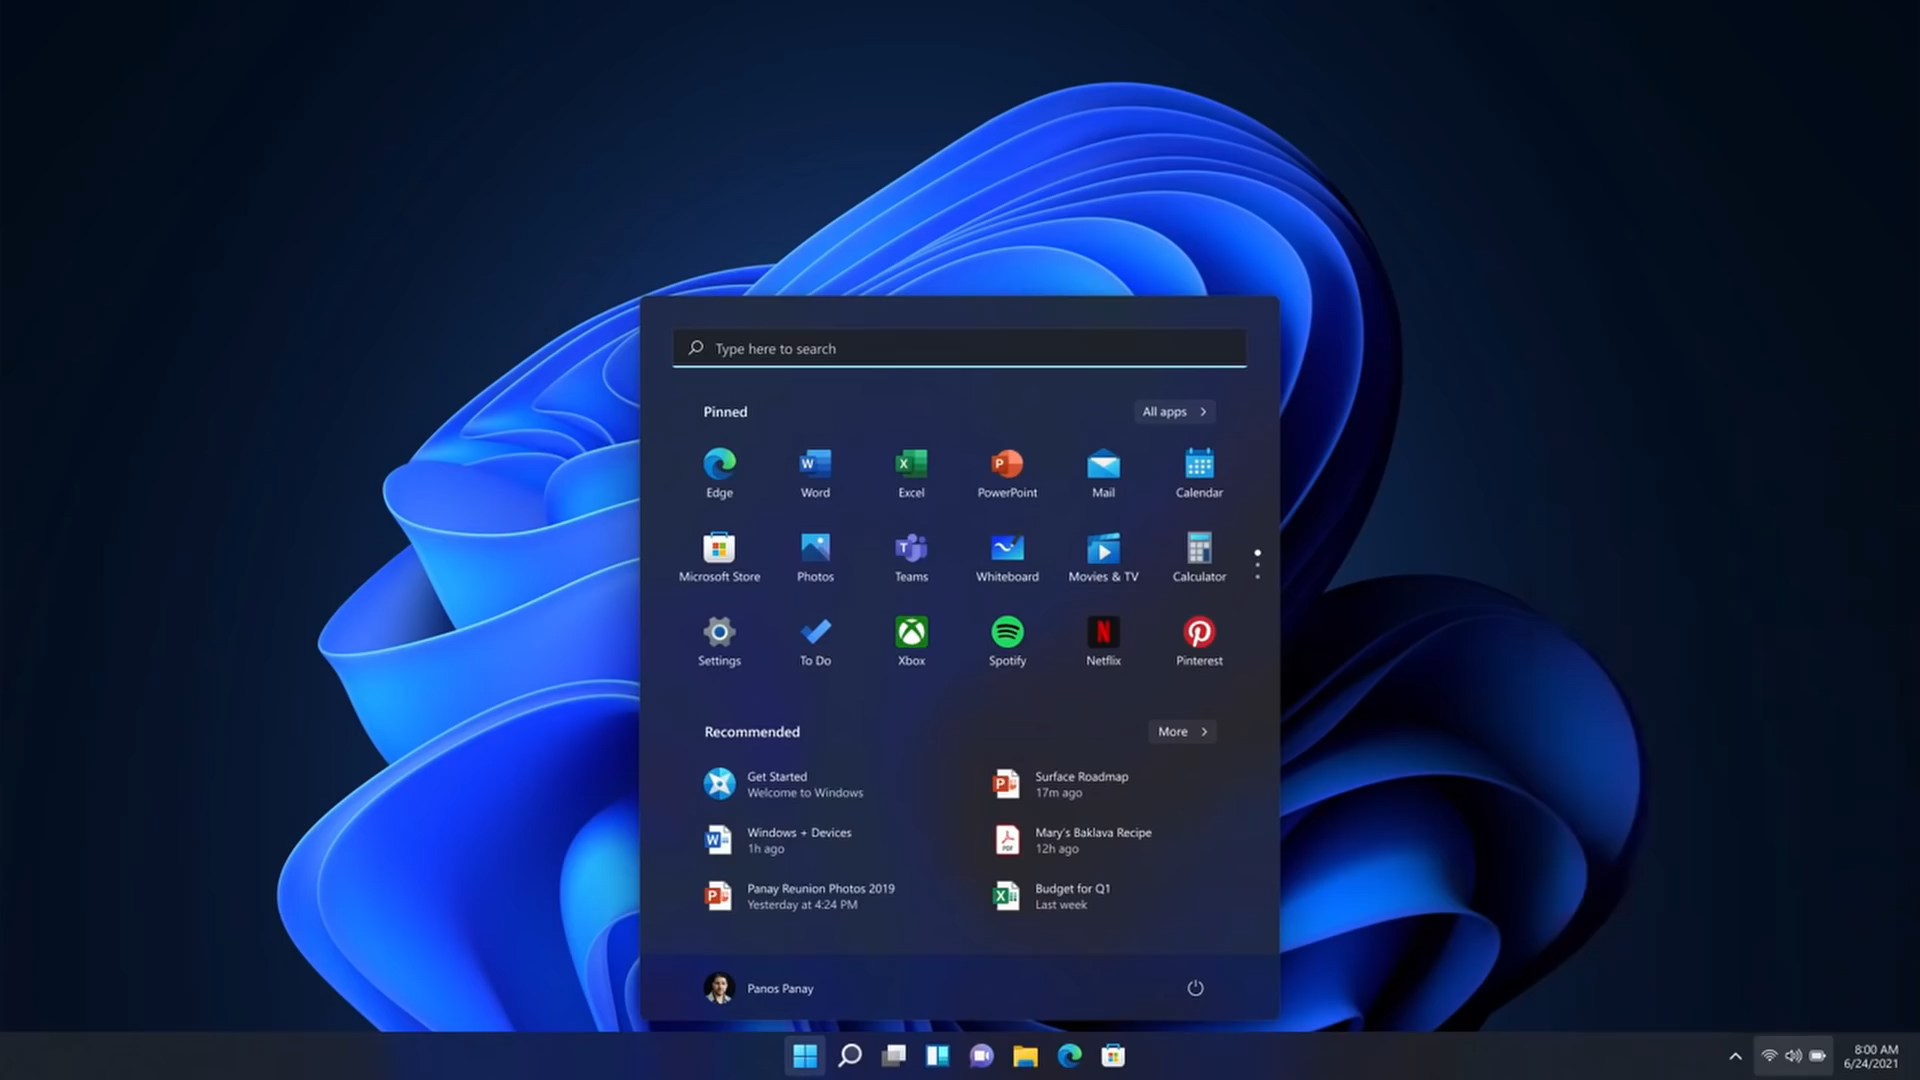 Type here to search
Pinned
All apps
Edge
Word
Excel
PowerPoint
Mail
Calendar
Microsoft Store
Photos
Teams
Whiteboard
Movies & TV
Calculator
Settings
To Do
Xbox
Spotify
Netflix
Pinterest
Recommended
More
Get Started
Welcome to Windows
Surface Roadmap
17m ago
Windows + Devices
1h ago
Mary's Baklava Recipe
12h ago
Panay Reunion Photos 2019
Yesterday at 4:24 PM
Budget for Q1
Last week
Panos Panay
8:00 AM
6/24/2021